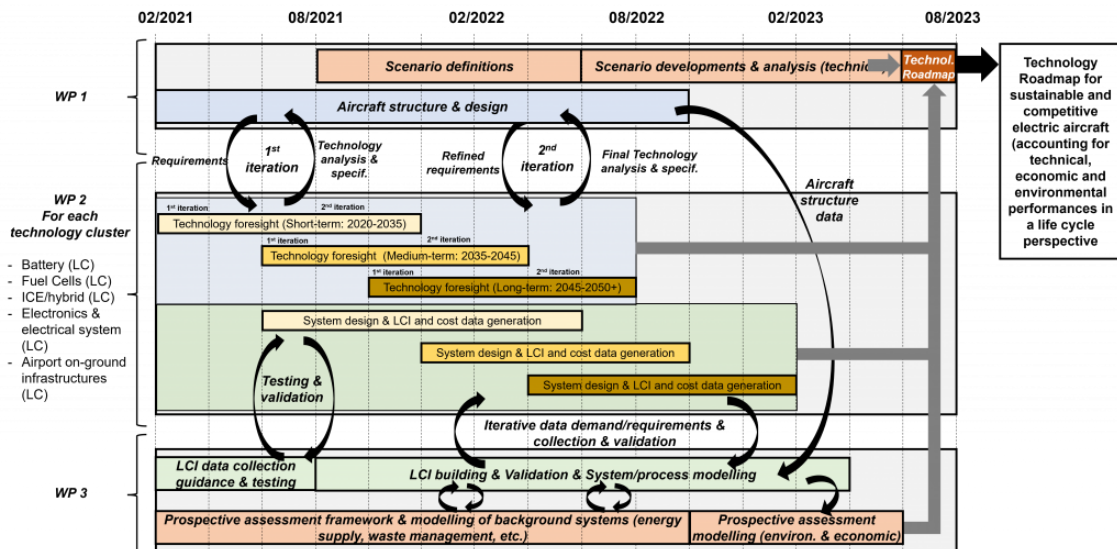 02/2021
08/2021
02/2022
08/2022
02/2023
08/2023
WP 1
Scenario definitions
Scenario developments & analysis (technic
Technol.
Roadmap
Technology
Roadmap for
sustainable and
competitive
electric aircraft
(accounting for
technical,
economic and
environmental
performances in
a life cycle
perspective
Aircraft structure & design
Requirements
1st
iteration
Technology
analysis &
specif.
Refined
requirements
2nd
iteration
Final Technology
analysis & specif.
Aircraft
structure
data
WP 2
For each
technology cluster
- Battery (LC)
- Fuel Cells (LC)
- ICE/hybrid (LC)
- Electronics &
electrical system
(LC)
- Airport on-ground
infrastructures
(LC)
1st iteration
2nd iteration
Technology foresight (Short-term: 2020-2035)
1st iteration
2nd iteration
Technology foresight (Medium-term: 2035-2045)
1st iteration
2nd iteration
Technology foresight (Long-term: 2045-2050+)
System design & LCI and cost data generation
System design & LCI and cost data generation
System design & LCI and cost data generation
Testing &
validation
Iterative data demand/requirements &
collection & validation
WP 3
LCI data collection
guidance & testing
LCI building & Validation & System/process modelling
Prospective assessment framework & modelling of background systems (energy
supply, waste management, etc.)
Prospective assessment
modelling (environ. & economic)